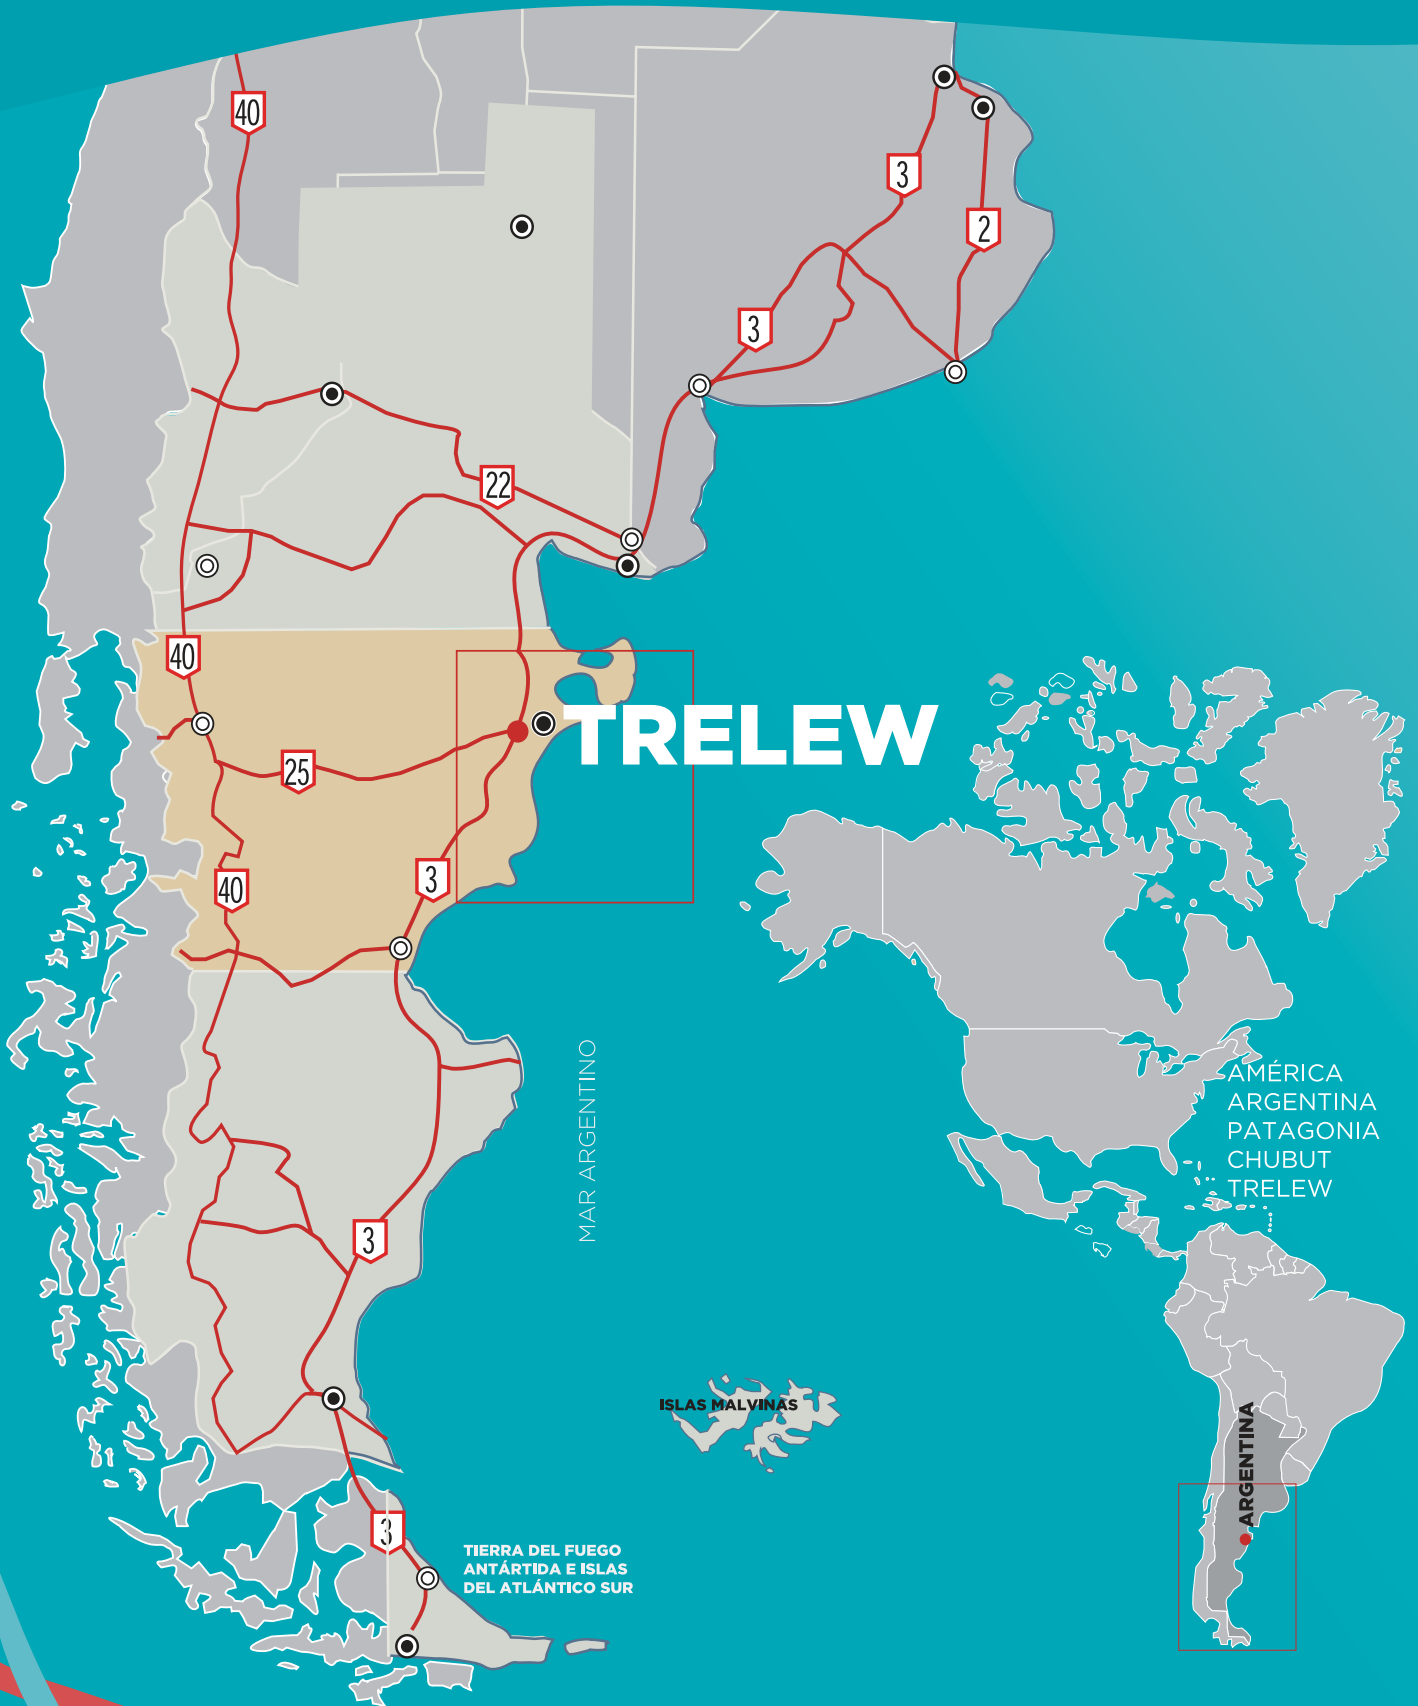 40
3
2
3
22
40
TRELEW
25
3
40
MAR ARGENTINO
AMÉRICA
ARGENTINA
PATAGONIA
CHUBUT
TRELEW
3
ISLAS MALVINAS
ARGENTINA
3
TIERRA DEL FUEGO
ANTÁRTIDA E ISLAS
DEL ATLÁNTICO SUR